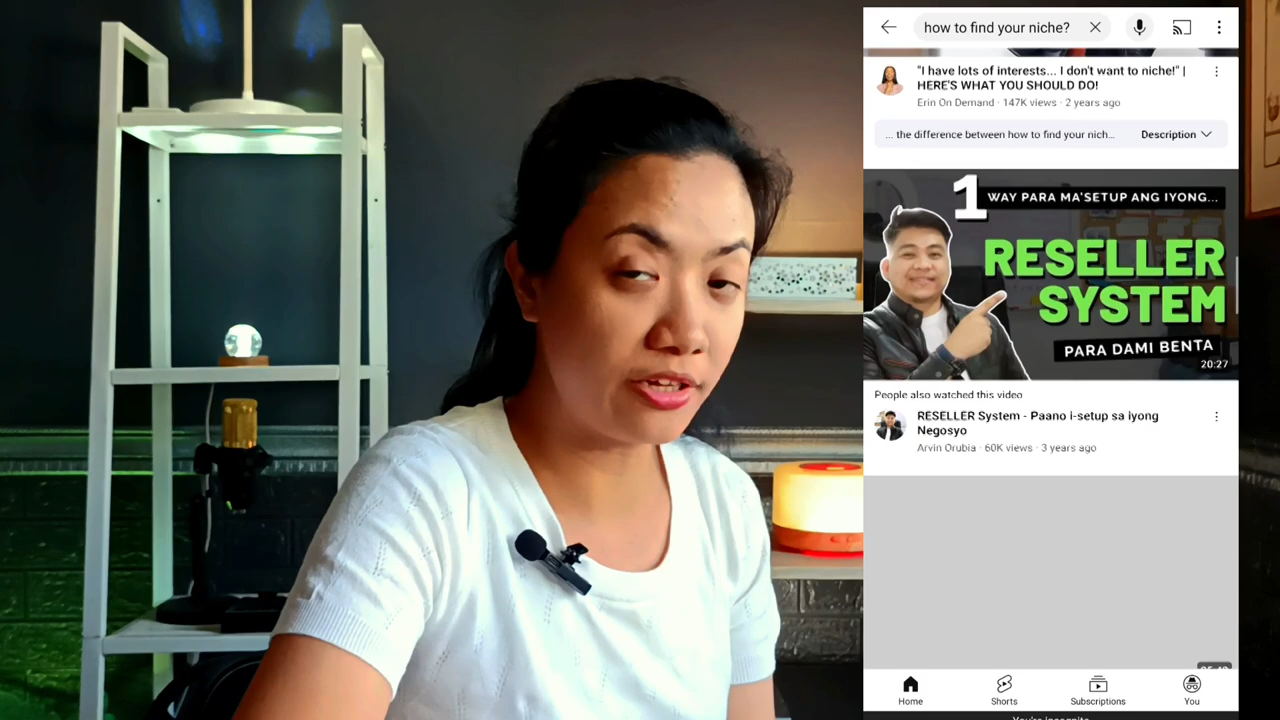 how to find your niche?
"I have lots of interests... I don't want to niche!" |
HERE'S WHAT YOU SHOULD DO!
Erin On Demand · 147K views · 2 years ago
... the difference between how to find your nich...
Description
1 WAY PARA MA'SETUP ANG IYONG...
RESELLER
SYSTEM
PARA DAMI BENTA
20:27
People also watched this video
RESELLER System - Paano i-setup sa iyong
Negosyo
Arvin Orubia · 60K views · 3 years ago
Home
Shorts
Subscriptions
You
You're incognito